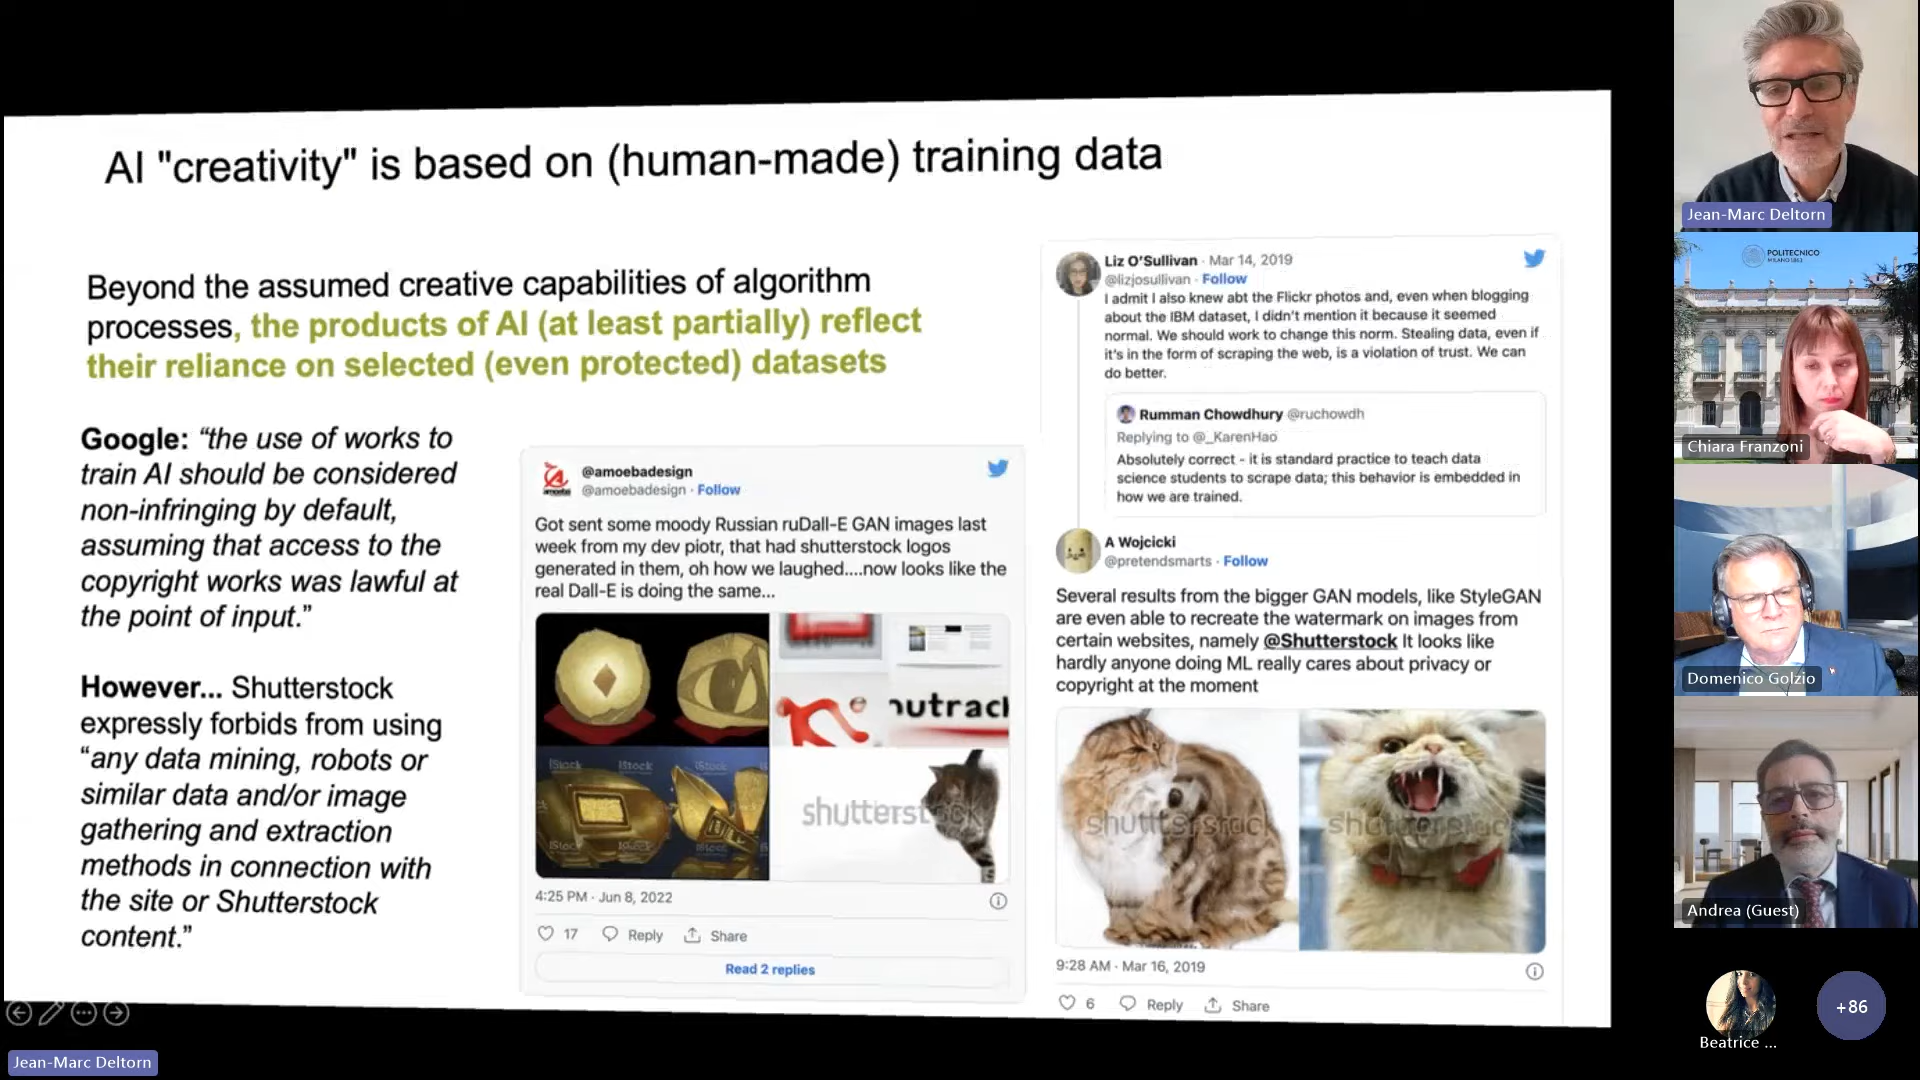 AI "creativity" is based on (human-made) training data
Beyond the assumed creative capabilities of algorithm
processes, the products of AI (at least partially) reflect
their reliance on selected (even protected) datasets
Google: “the use of works to
train AI should be considered
non-infringing by default,
assuming that access to the
copyright works was lawful at
the point of input.”
However... Shutterstock
expressly forbids from using
“any data mining, robots or
similar data and/or image
gathering and extraction
methods in connection with
the site or Shutterstock
content.”
@amoebadesign
@amoebadesign · Follow
Got sent some moody Russian ruDall-E GAN images last
week from my dev piotr, that had shutterstock logos
generated in them, oh how we laughed....now looks like the
real Dall-E is doing the same...
iStock iStock iStock
shutterstock
4:25 PM · Jun 8, 2022
17 Reply Share
Read 2 replies
Liz O’Sullivan · Mar 14, 2019
@lizjosullivan · Follow
I admit I also knew abt the Flickr photos and, even when blogging
about the IBM dataset, I didn’t mention it because it seemed
normal. We should work to change this norm. Stealing data, even if
it’s in the form of scraping the web, is a violation of trust. We can
do better.
Rumman Chowdhury @ruchowdh
Replying to @_KarenHao
Absolutely correct - it is standard practice to teach data
science students to scrape data; this behavior is embedded in
how we are trained.
A Wojcicki
@pretendsmarts · Follow
Several results from the bigger GAN models, like StyleGAN
are even able to recreate the watermark on images from
certain websites, namely @Shutterstock It looks like
hardly anyone doing ML really cares about privacy or
copyright at the moment
9:28 AM · Mar 16, 2019
6 Reply Share
Jean-Marc Deltorn
Jean-Marc Deltorn
POLITECNICO
MILANO 1863
Chiara Franzoni
Domenico Golzio
Andrea (Guest)
Beatrice ...
+86